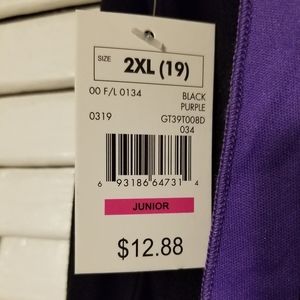 SIZE 2XL (19)
00 F/L 0134 BLACK
PURPLE
0319 GT39T008D
034
6 93186 64731 4
JUNIOR
$12.88